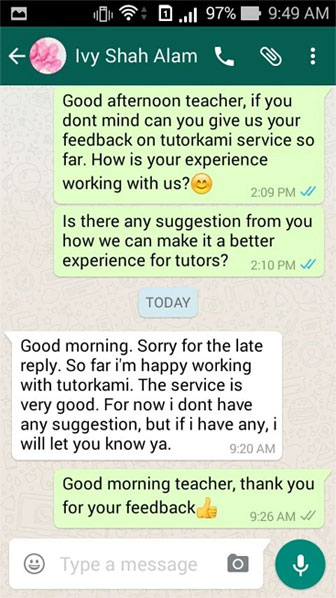 97% 9:49 AM
Ivy Shah Alam
Good afternoon teacher, if you
dont mind can you give us your
feedback on tutorkami service so
far. How is your experience
working with us?😊
2:09 PM
Is there any suggestion from you
how we can make it a better
experience for tutors?
2:10 PM
TODAY
Good morning. Sorry for the late
reply. So far i'm happy working
with tutorkami. The service is
very good. For now i dont have
any suggestion, but if i have any, i
will let you know ya.
9:20 AM
Good morning teacher, thank you
for your feedback👍
9:26 AM
Type a message